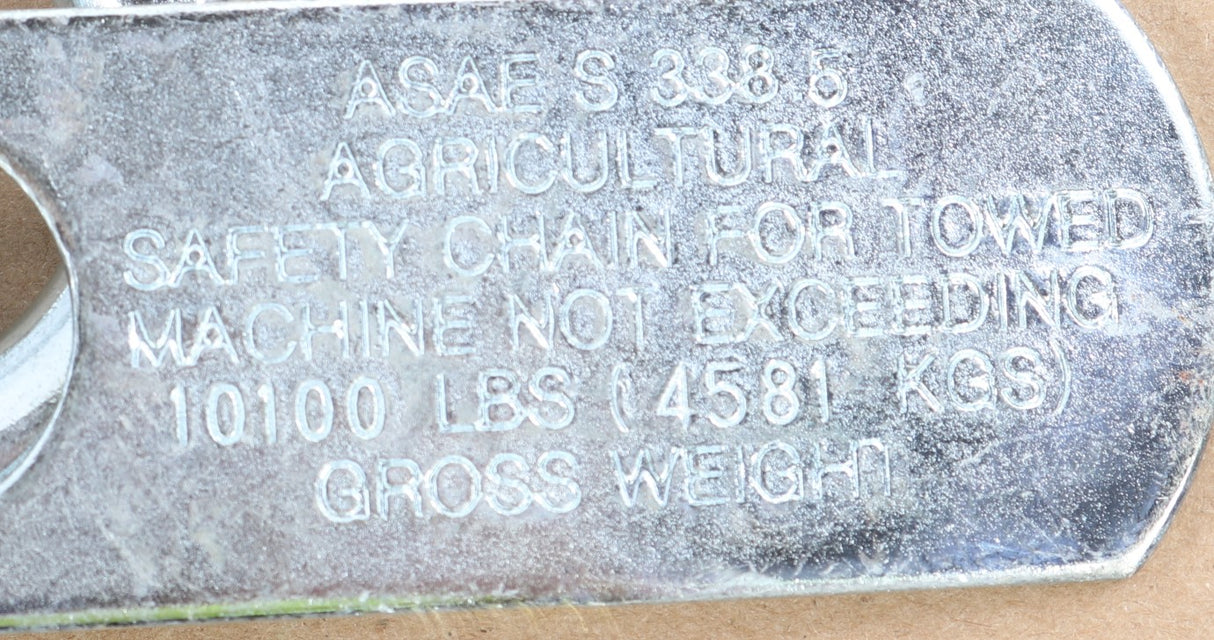 ASAE S 338 5
AGRICULTURAL
SAFETY CHAIN FOR TOWED
MACHINE NOT EXCEEDING
10100 LBS (4581 KGS)
GROSS WEIGHT